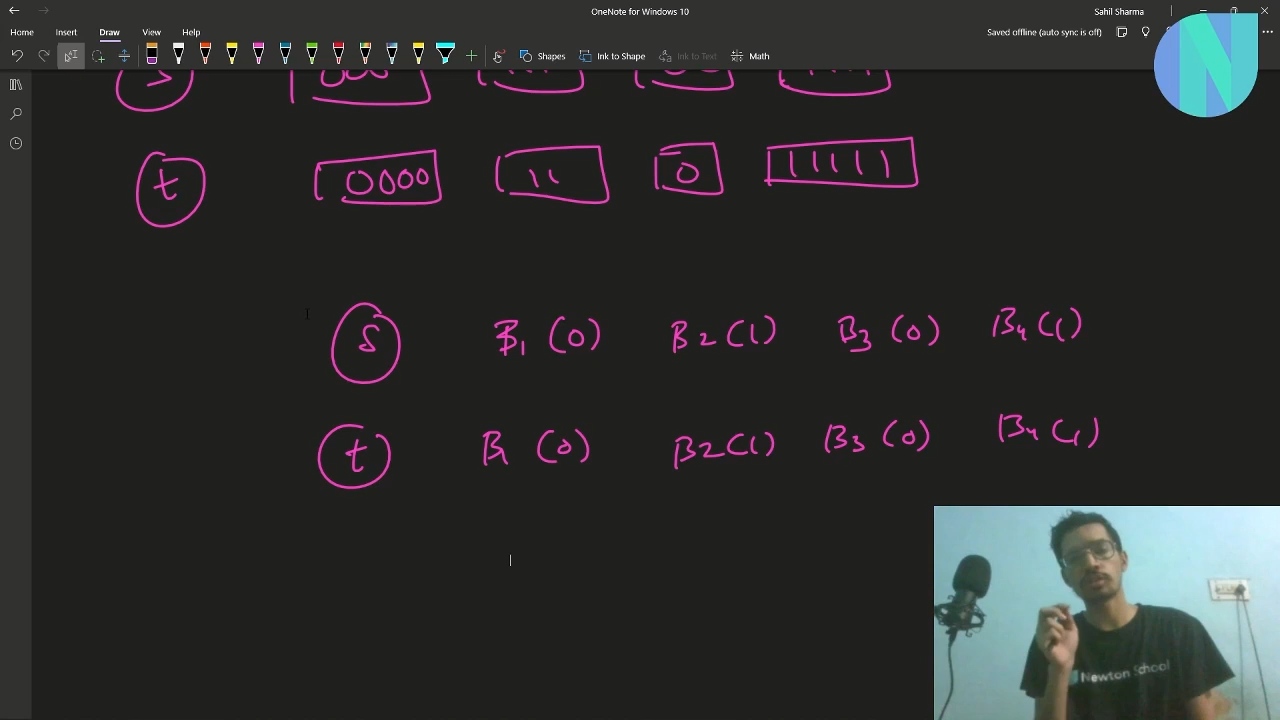 OneNote for Windows 10
Sahil Sharma
Home Insert Draw View Help
Saved offline (auto sync is off)
Shapes Ink to Shape Ink to Text Math
t 0000 11 0 11111
S B1 (0) B2 (1) B3 (0) B4 (1)
t B1 (0) B2 (1) B3 (0) B4 (1)
Newton School